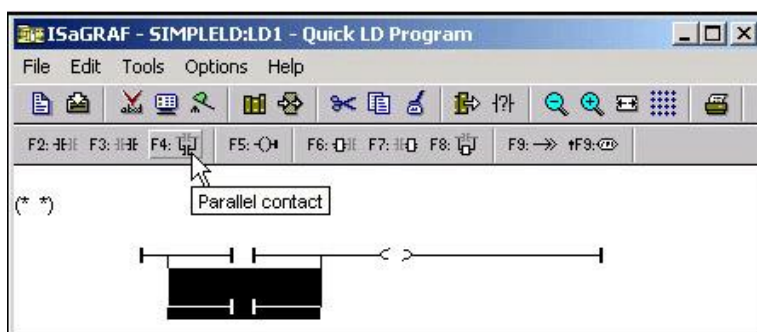 ISaGRAF - SIMPLELD:LD1 - Quick LD Program
File Edit Tools Options Help
F2: F3: F4: F5: F6: F7: F8: F9: F9:
Parallel contact
(* *)